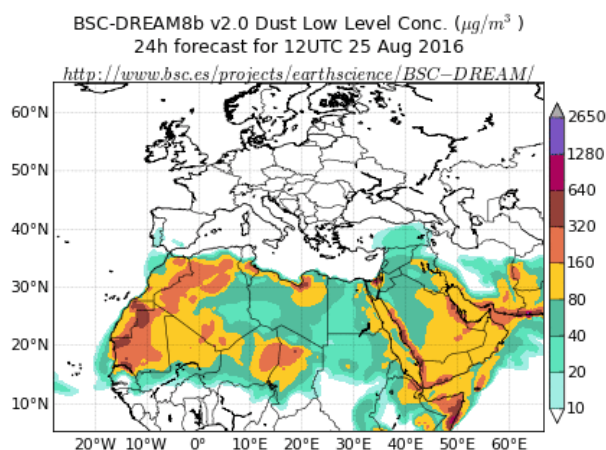 BSC-DREAM8b v2.0 Dust Low Level Conc. (μg/m³ )
24h forecast for 12UTC 25 Aug 2016
http://www.bsc.es/projects/earthscience/BSC−DREAM/
60°N
50°N
40°N
30°N
20°N
10°N
20°W 10°W 0° 10°E 20°E 30°E 40°E 50°E 60°E
2650
1280
640
320
160
80
40
20
10